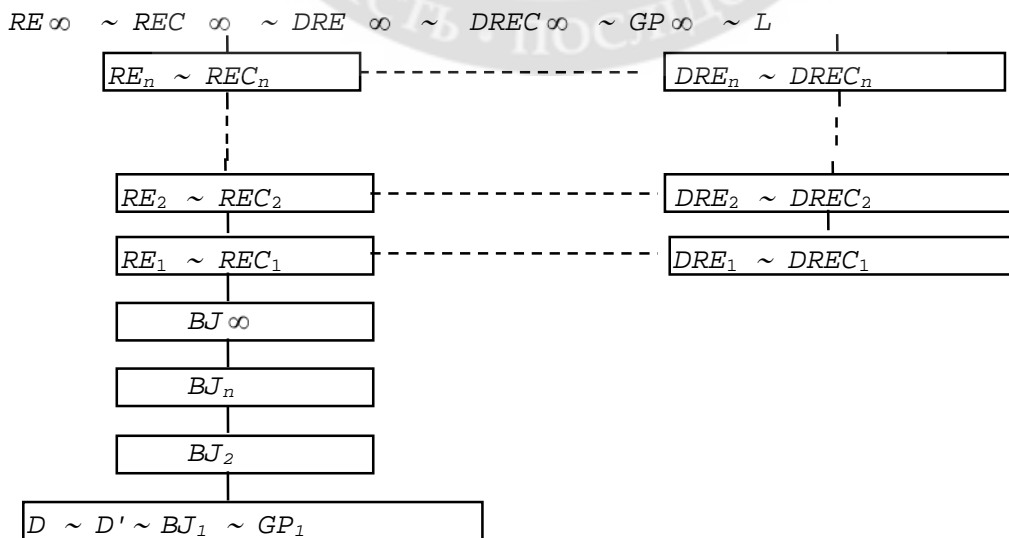 RE∞ ~ REC ∞ ~ DRE ∞ ~ DREC∞ ~ GP∞ ~ L
REₙ ~ RECₙ DREₙ ~ DRECₙ
RE₂ ~ REC₂ DRE₂ ~ DREC₂
RE₁ ~ REC₁ DRE₁ ~ DREC₁
BJ∞
BJₙ
BJ₂
D ~ D' ~ BJ₁ ~ GP₁